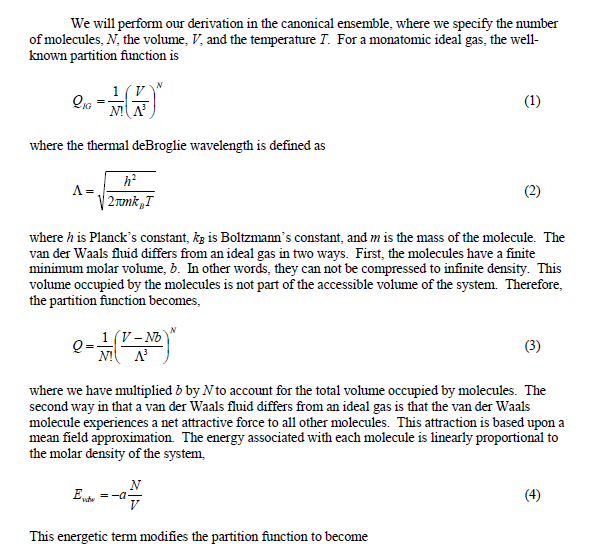 We will perform our derivation in the canonical ensemble, where we specify the number
of molecules, N, the volume, V, and the temperature T. For a monatomic ideal gas, the well-
known partition function is
Q_{IG} = \frac{1}{N!}\left(\frac{V}{\Lambda^3}\right)^N (1)
where the thermal deBroglie wavelength is defined as
\Lambda = \sqrt{\frac{h^2}{2\pi m k_B T}} (2)
where h is Planck's constant, k_B is Boltzmann's constant, and m is the mass of the molecule. The
van der Waals fluid differs from an ideal gas in two ways. First, the molecules have a finite
minimum molar volume, b. In other words, they can not be compressed to infinite density. This
volume occupied by the molecules is not part of the accessible volume of the system. Therefore,
the partition function becomes,
Q = \frac{1}{N!}\left(\frac{V - Nb}{\Lambda^3}\right)^N (3)
where we have multiplied b by N to account for the total volume occupied by molecules. The
second way in that a van der Waals fluid differs from an ideal gas is that the van der Waals
molecule experiences a net attractive force to all other molecules. This attraction is based upon a
mean field approximation. The energy associated with each molecule is linearly proportional to
the molar density of the system,
E_{vdw} = -a\frac{N}{V} (4)
This energetic term modifies the partition function to become